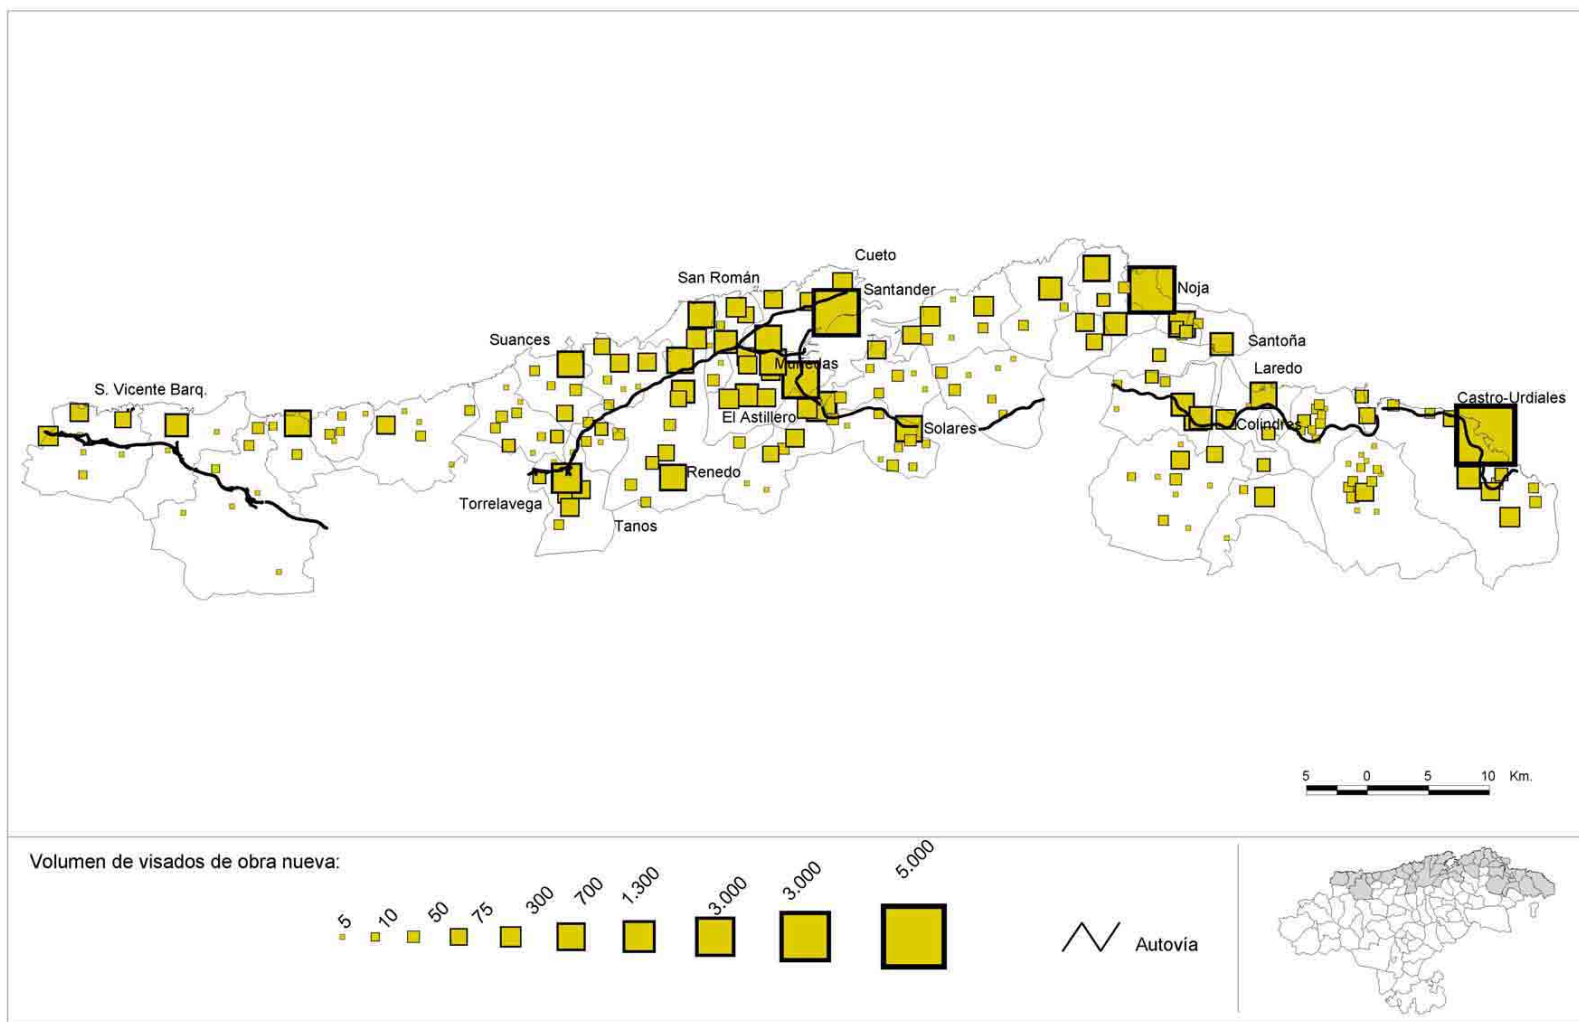 Cueto
San Román
Santander
Noja
Suances
Santoña
Muriedas
Laredo
S. Vicente Barq.
Castro-Urdiales
El Astillero
Solares
Colindres
Renedo
Torrelavega
Tanos
5 0 5 10 Km.
Volumen de visados de obra nueva:
5 10 50 75 300 700 1.300 3.000 3.000 5.000
Autovía